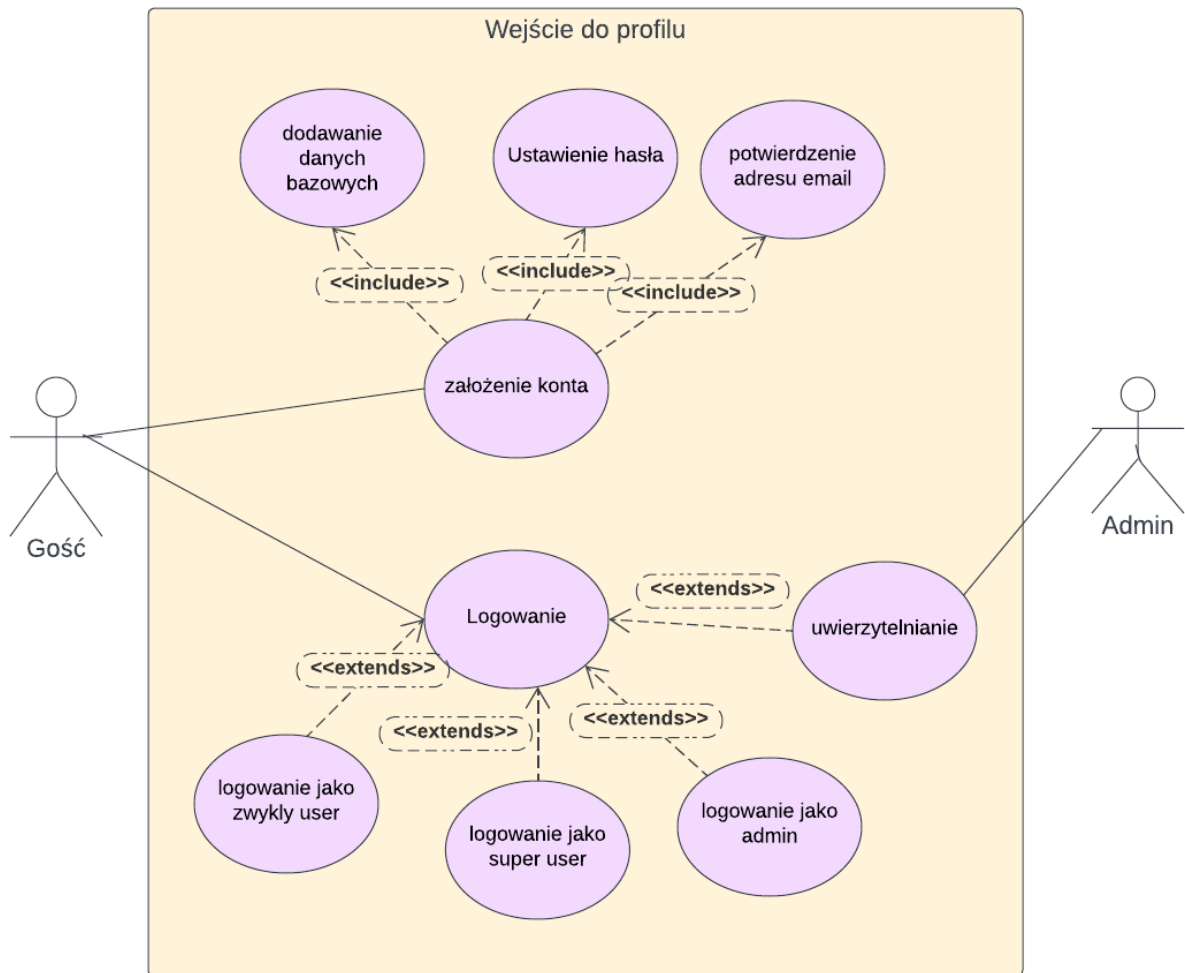 Wejście do profilu
dodawanie
danych
bazowych
Ustawienie hasła
potwierdzenie
adresu email
<<include>>
<<include>>
<<include>>
założenie konta
Gość
Admin
Logowanie
<<extends>>
uwierzytelnianie
<<extends>>
<<extends>>
<<extends>>
logowanie jako
zwykly user
logowanie jako
super user
logowanie jako
admin